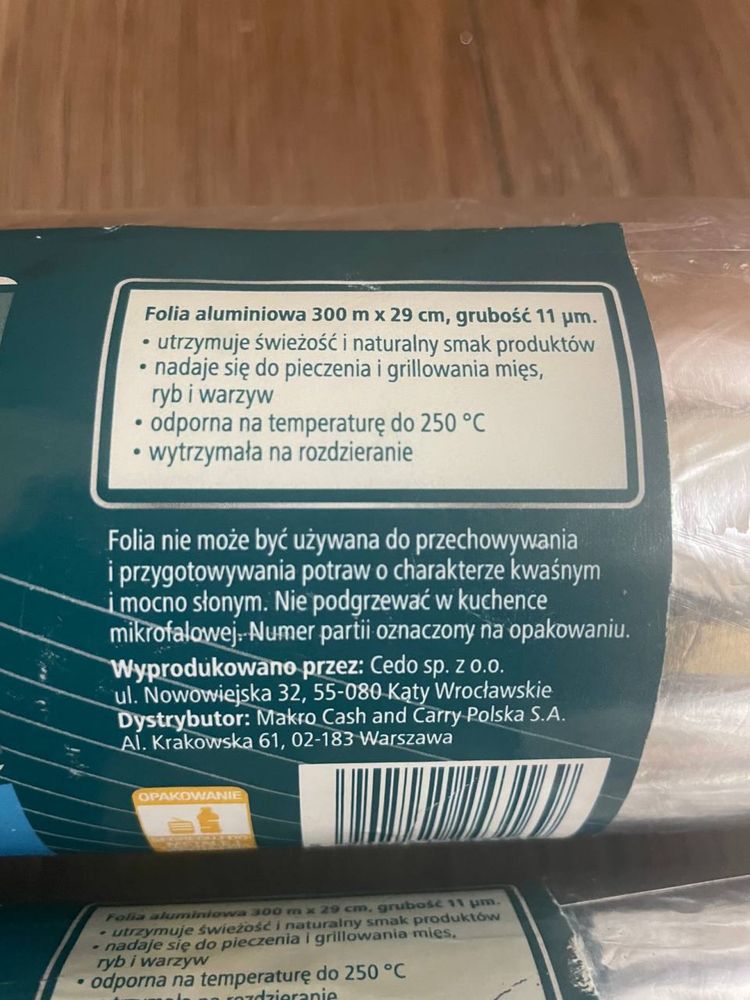 Folia aluminiowa 300 m x 29 cm, grubość 11 µm.
• utrzymuje świeżość i naturalny smak produktów
• nadaje się do pieczenia i grillowania mięs,
ryb i warzyw
• odporna na temperaturę do 250 °C
• wytrzymała na rozdzieranie
Folia nie może być używana do przechowywania
i przygotowywania potraw o charakterze kwaśnym
i mocno słonym. Nie podgrzewać w kuchence
mikrofalowej. Numer partii oznaczony na opakowaniu.
Wyprodukowano przez: Cedo sp. z o.o.
ul. Nowowiejska 32, 55-080 Kąty Wrocławskie
Dystrybutor: Makro Cash and Carry Polska S.A.
Al. Krakowska 61, 02-183 Warszawa
OPAKOWANIE
Folia aluminiowa 300 m x 29 cm, grubość 11 µm.
• utrzymuje świeżość i naturalny smak produktów
• nadaje się do pieczenia i grillowania mięs,
ryb i warzyw
• odporna na temperaturę do 250 °C
na rozdzieranie